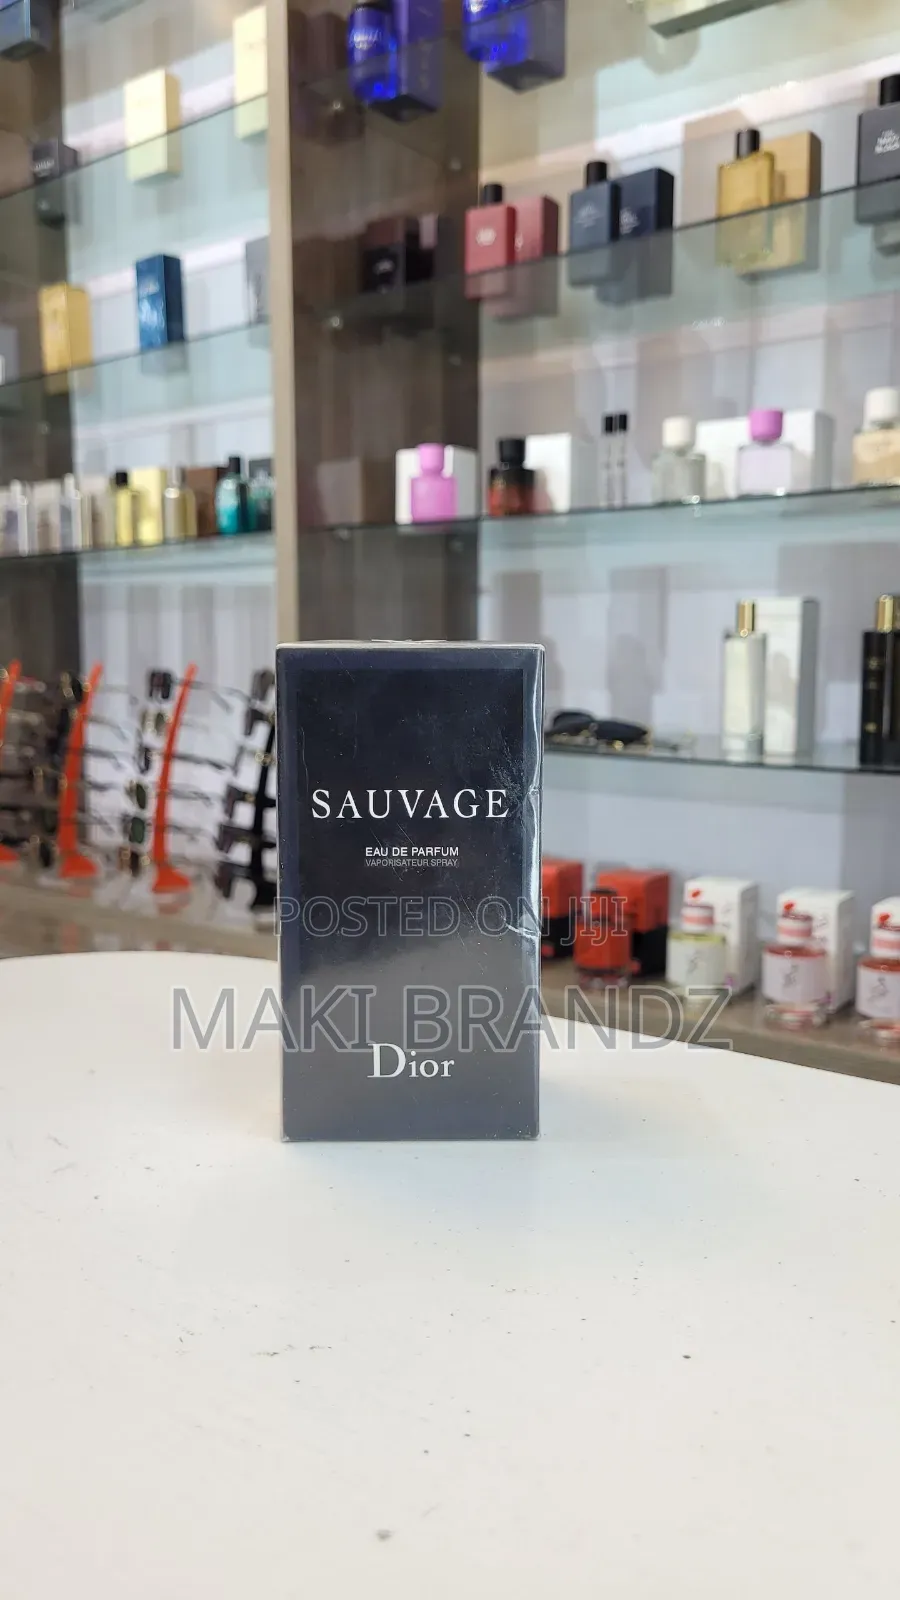 SAUVAGE
EAU DE PARFUM
VAPORISATEUR SPRAY
POSTED ON JIJI
MAKI BRANDZ
Dior